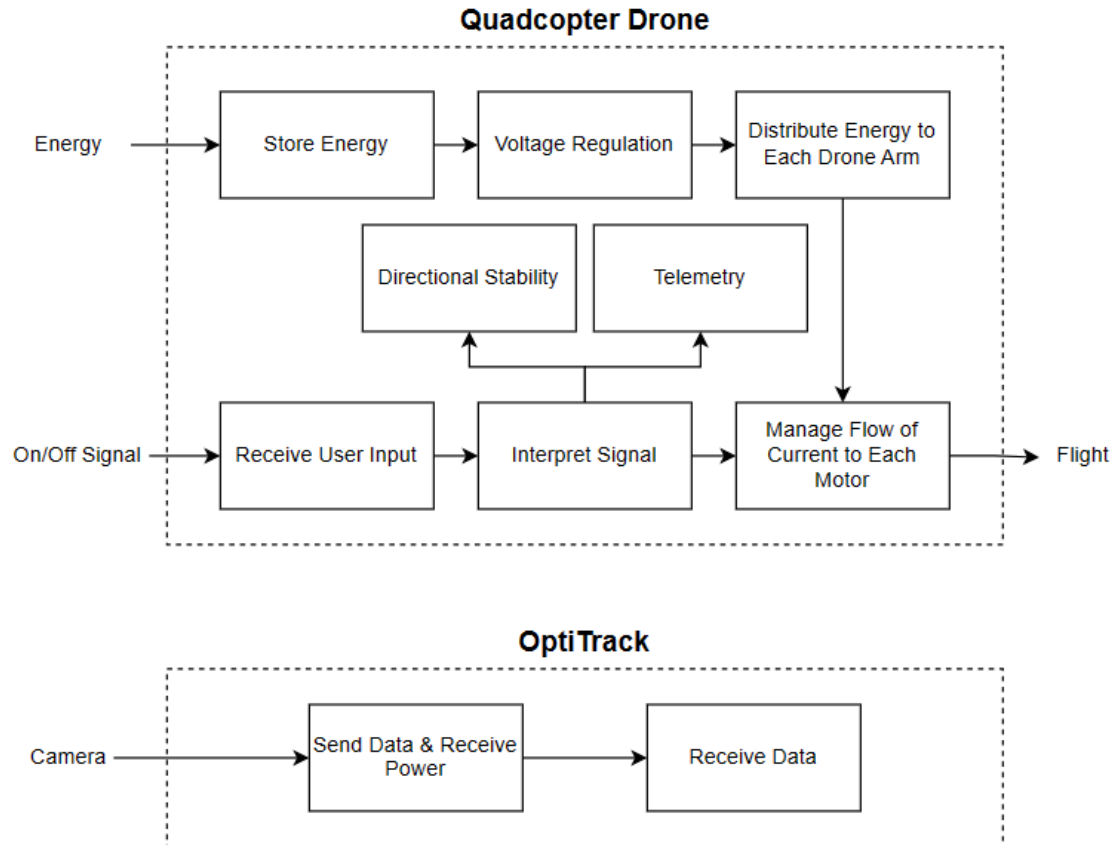 Quadcopter Drone
Energy
Store Energy
Voltage Regulation
Distribute Energy to
Each Drone Arm
Directional Stability
Telemetry
On/Off Signal
Receive User Input
Interpret Signal
Manage Flow of
Current to Each
Motor
Flight
OptiTrack
Camera
Send Data & Receive
Power
Receive Data